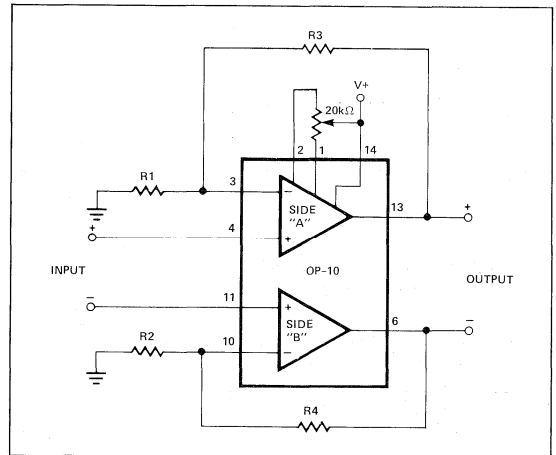 R3
V+
20kΩ
2
1
14
R1
3
−
SIDE
"A"
13
+
+
4
+
INPUT
OP-10
OUTPUT
−
11
+
SIDE
"B"
6
−
R2
10
−
R4